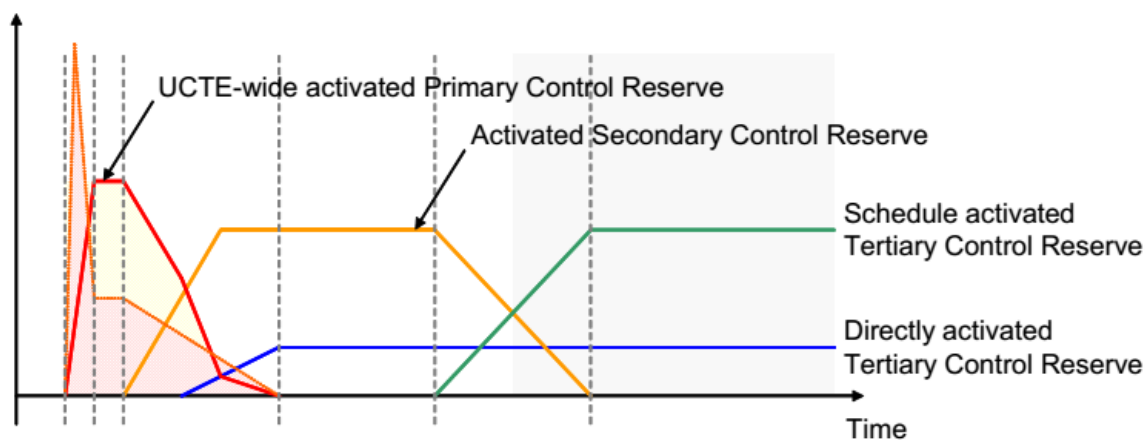 UCTE-wide activated Primary Control Reserve
Activated Secondary Control Reserve
Schedule activated
Tertiary Control Reserve
Directly activated
Tertiary Control Reserve
Time